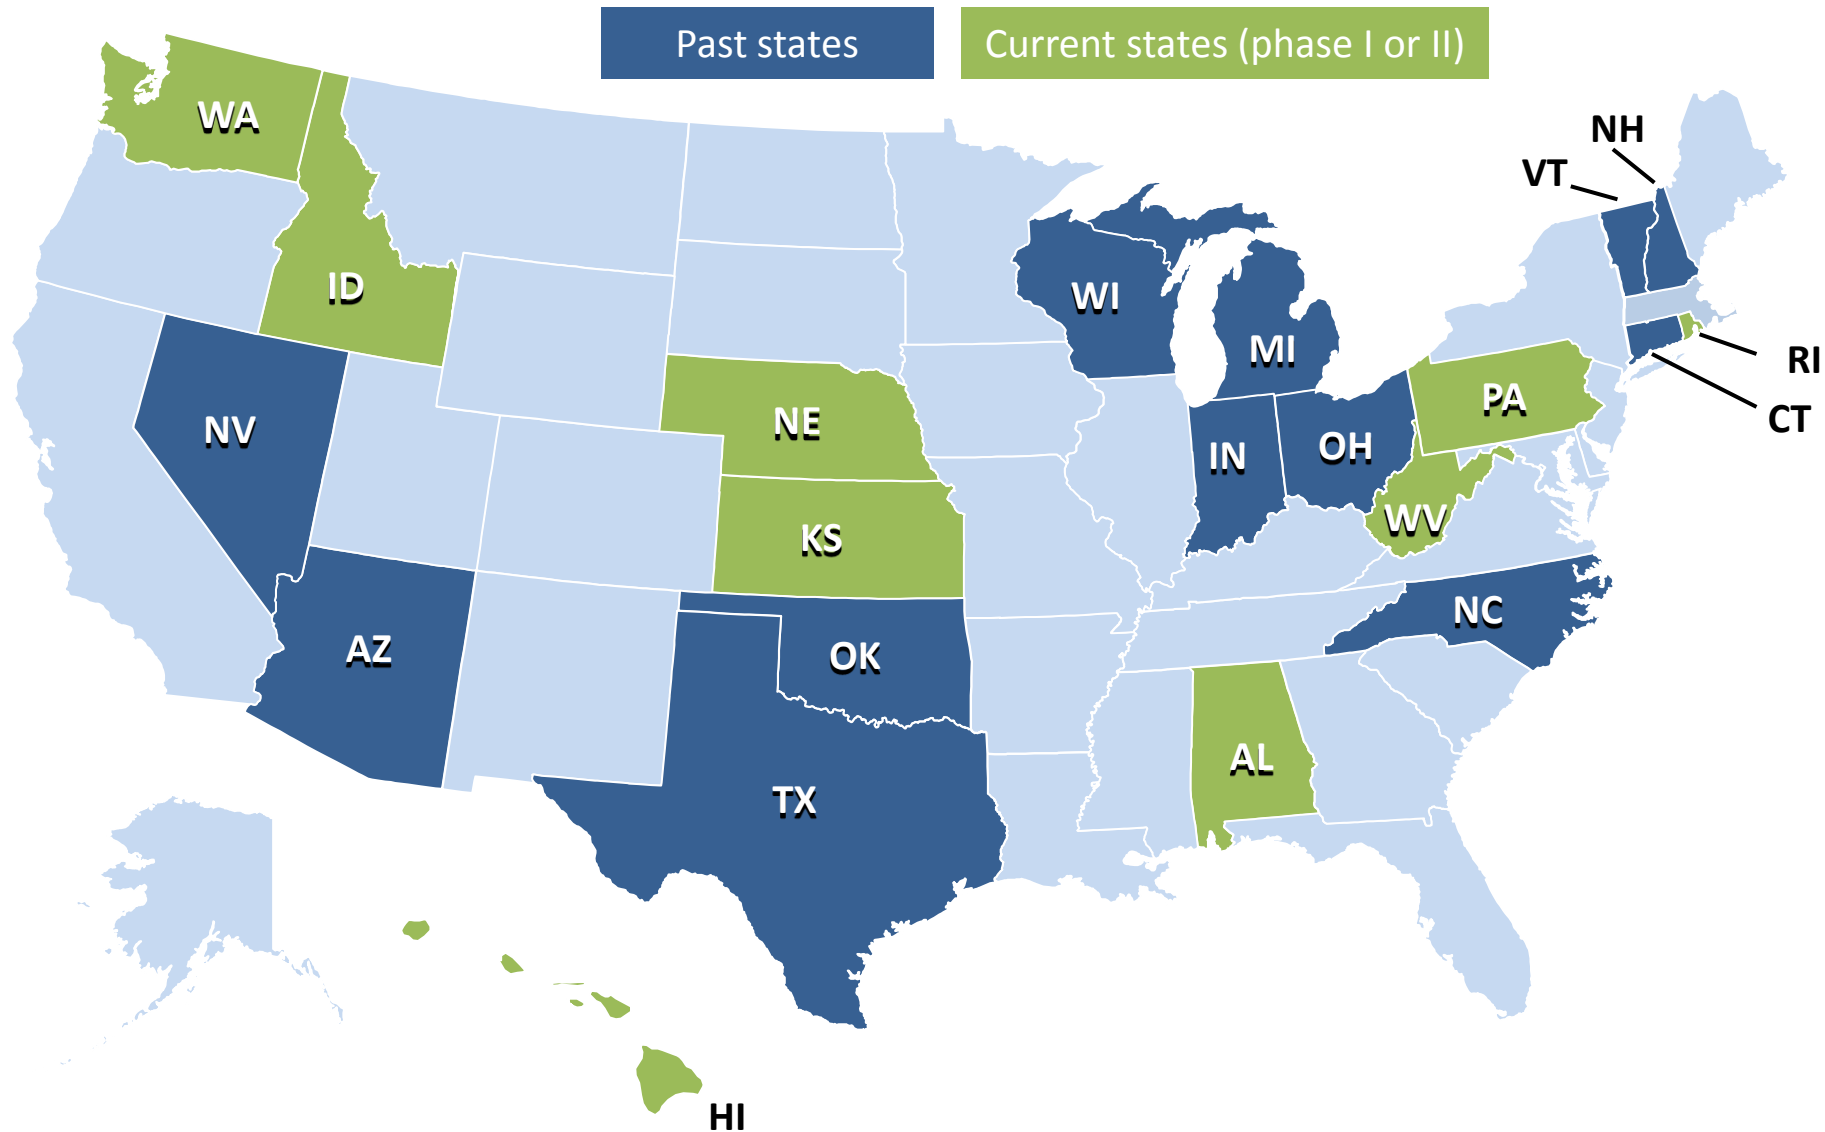 Past states
Current states (phase I or II)
WA
NH
VT
ID
WI
MI
RI
NE
PA
CT
NV
IN
OH
KS
WV
NC
AZ
OK
AL
TX
HI